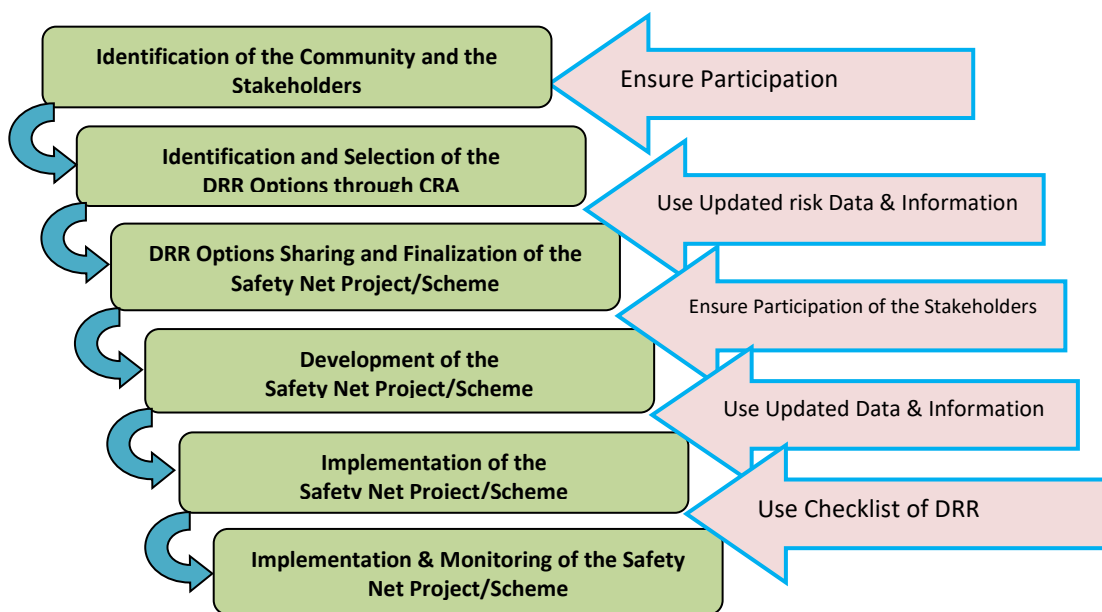 Identification of the Community and the
Stakeholders
Ensure Participation
Identification and Selection of the
DRR Options through CRA
Use Updated risk Data & Information
DRR Options Sharing and Finalization of the
Safety Net Project/Scheme
Ensure Participation of the Stakeholders
Development of the
Safety Net Project/Scheme
Use Updated Data & Information
Implementation of the
Safety Net Project/Scheme
Use Checklist of DRR
Implementation & Monitoring of the Safety
Net Project/Scheme